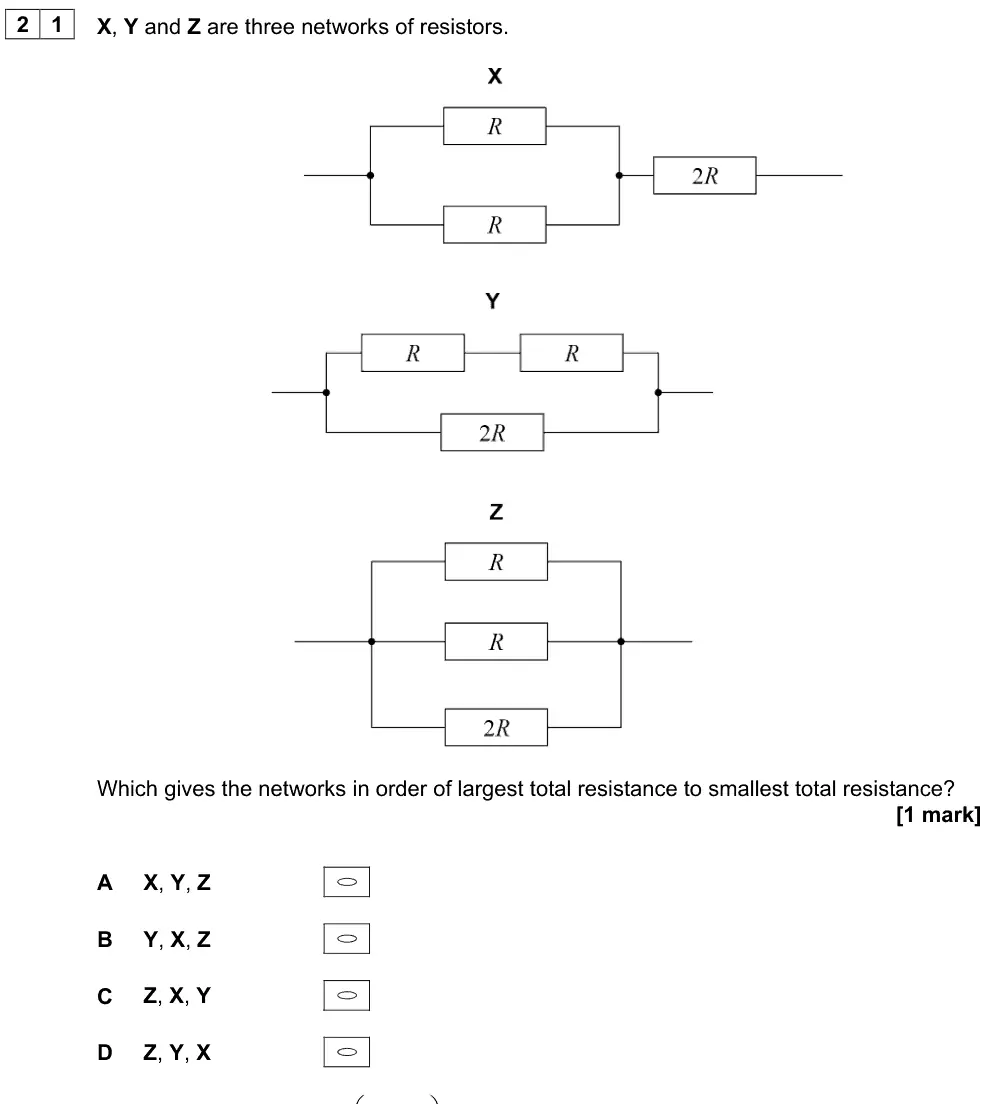 2 1 X, Y and Z are three networks of resistors.
X
R
2R
R
Y
R R
2R
Z
R
R
2R
Which gives the networks in order of largest total resistance to smallest total resistance?
[1 mark]
A X, Y, Z
B Y, X, Z
C Z, X, Y
D Z, Y, X